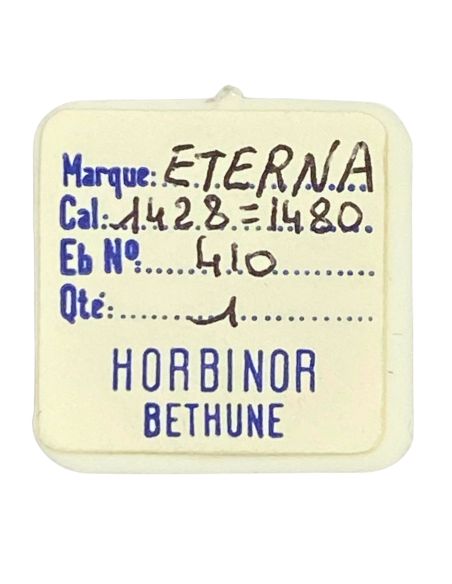 Marque: ETERNA
Cal: 1428=1480
Eb Nº 410
Qté: 1
HORBINOR
BETHUNE